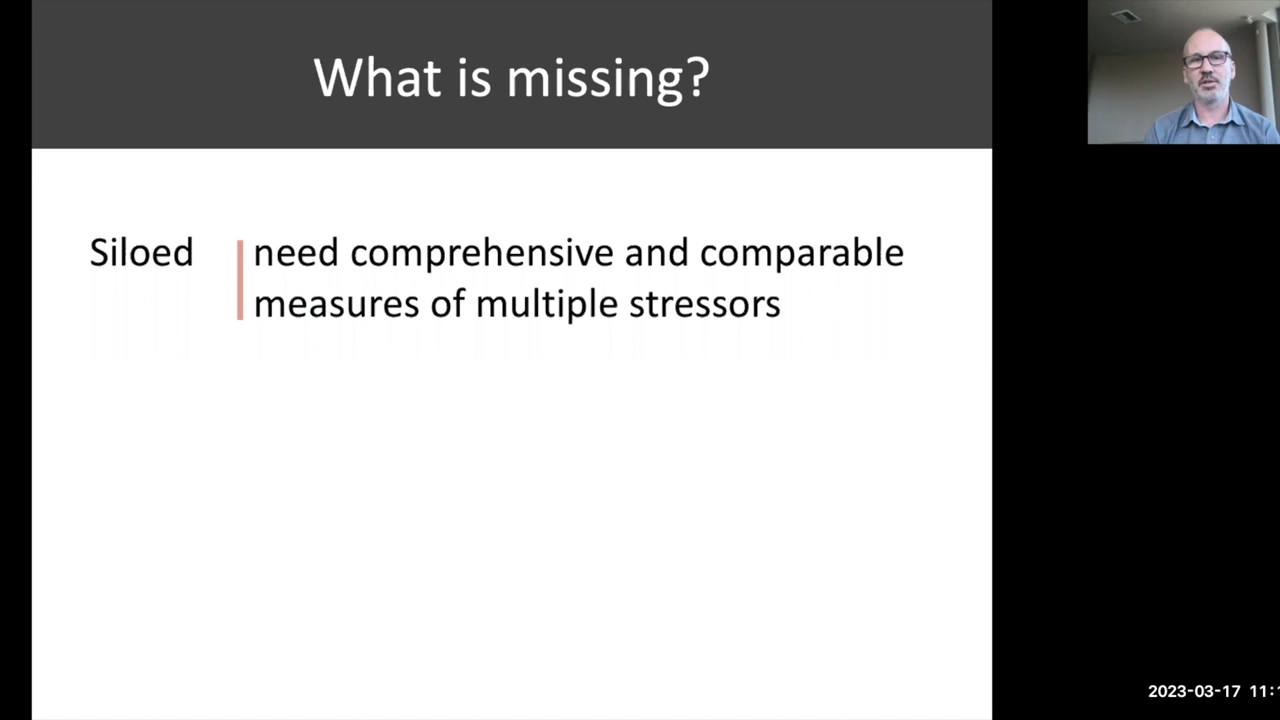 What is missing?
Siloed need comprehensive and comparable
measures of multiple stressors
2023-03-17 11: